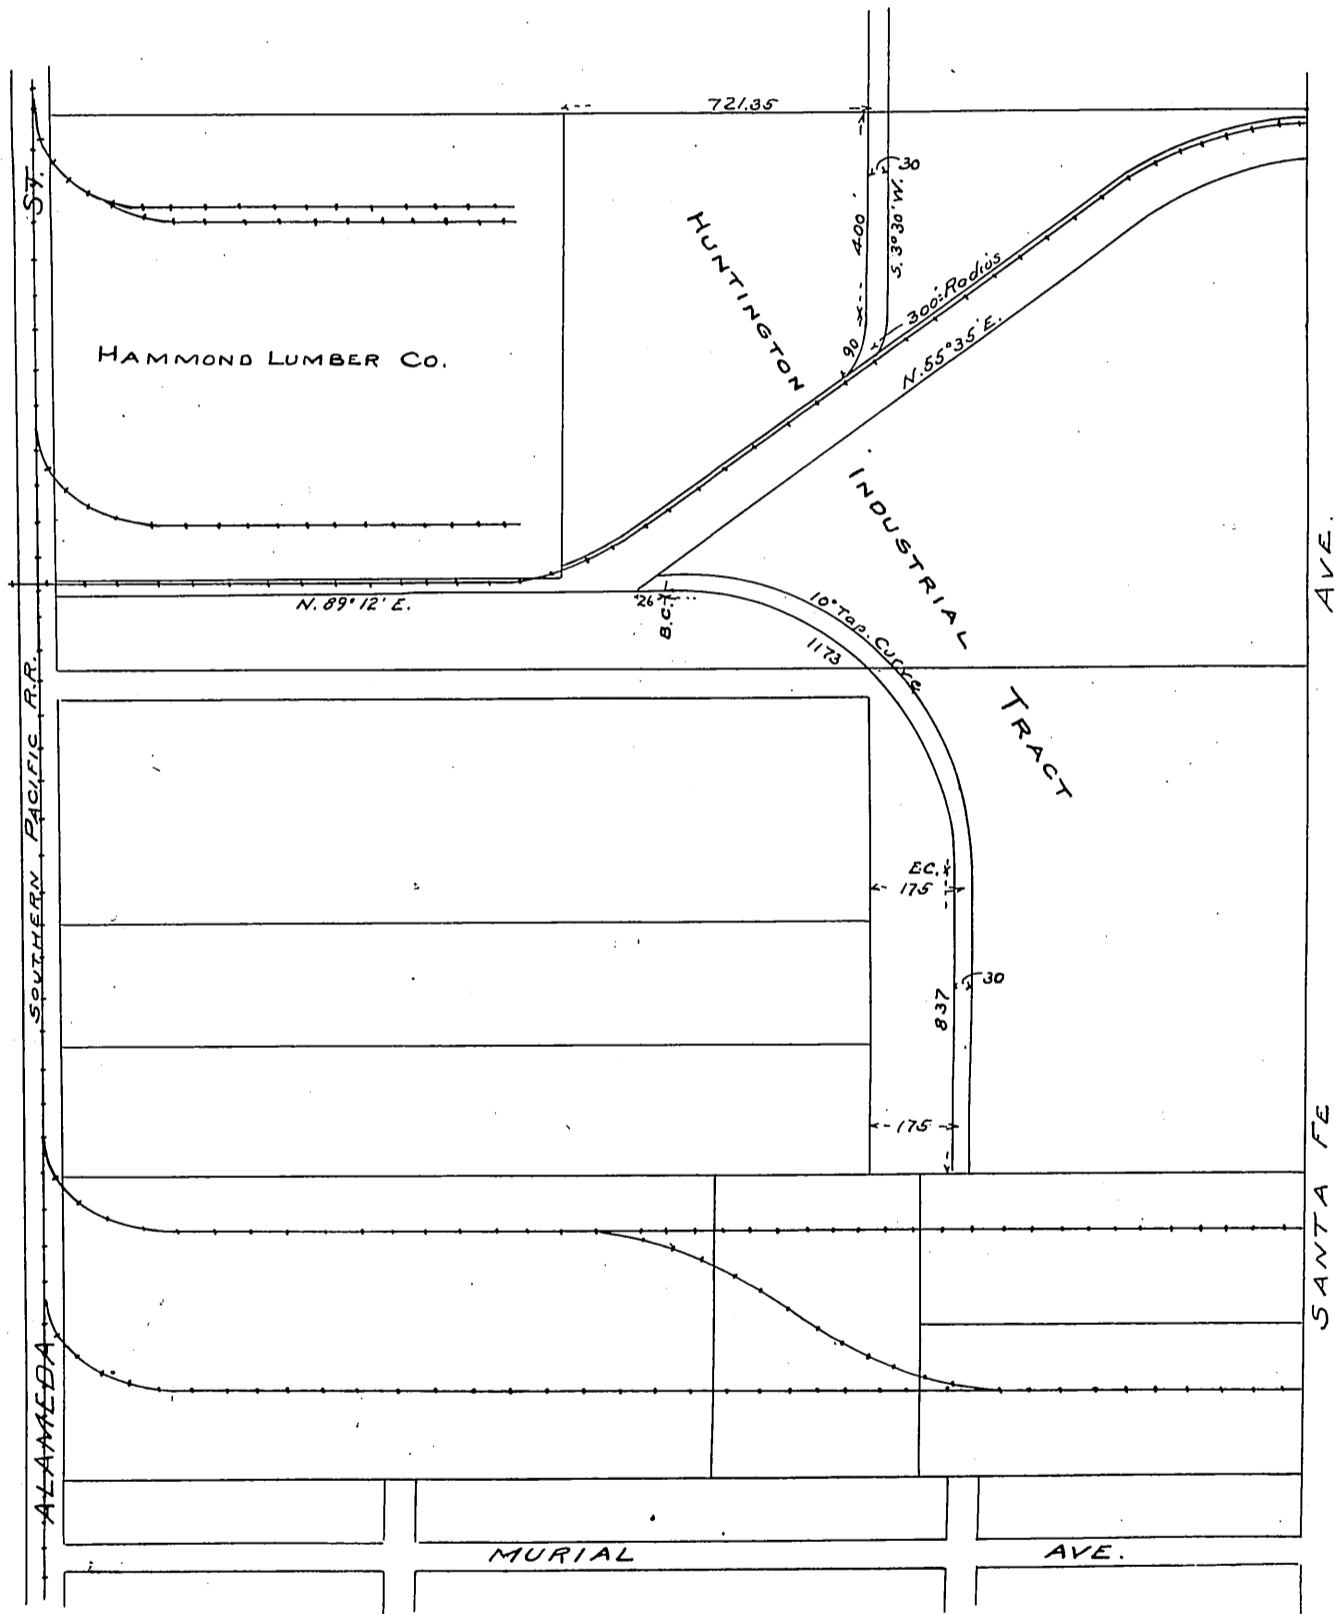 721.35
ST.
30
400'
S. 3°30' W.
HUNTINGTON
300' Radius
90
N. 55° 35' E.
HAMMOND LUMBER CO.
INDUSTRIAL
AVE.
N. 89° 12' E.
26
B.C.
10° Tap. Curve
1173
TRACT
SOUTHERN PACIFIC R.R.
E.C.
175
30
837
175
SANTA FE
ALAMEDA
MURIAL AVE.